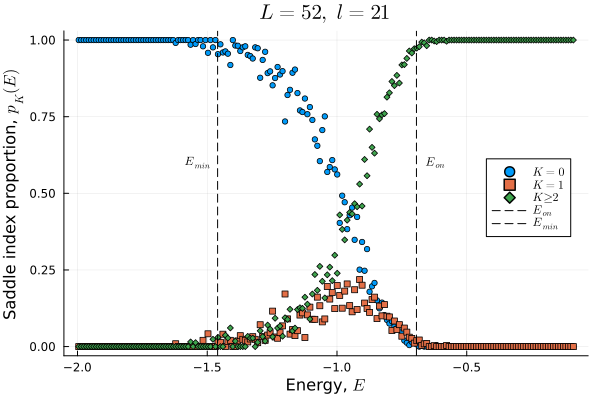 L = 52, l = 21
Saddle index proportion, p_K(E)
1.00
0.75
0.50
0.25
0.00
E_min
E_on
K = 0
K = 1
K ≥ 2
E_on
E_min
−2.0
−1.5
−1.0
−0.5
Energy, E